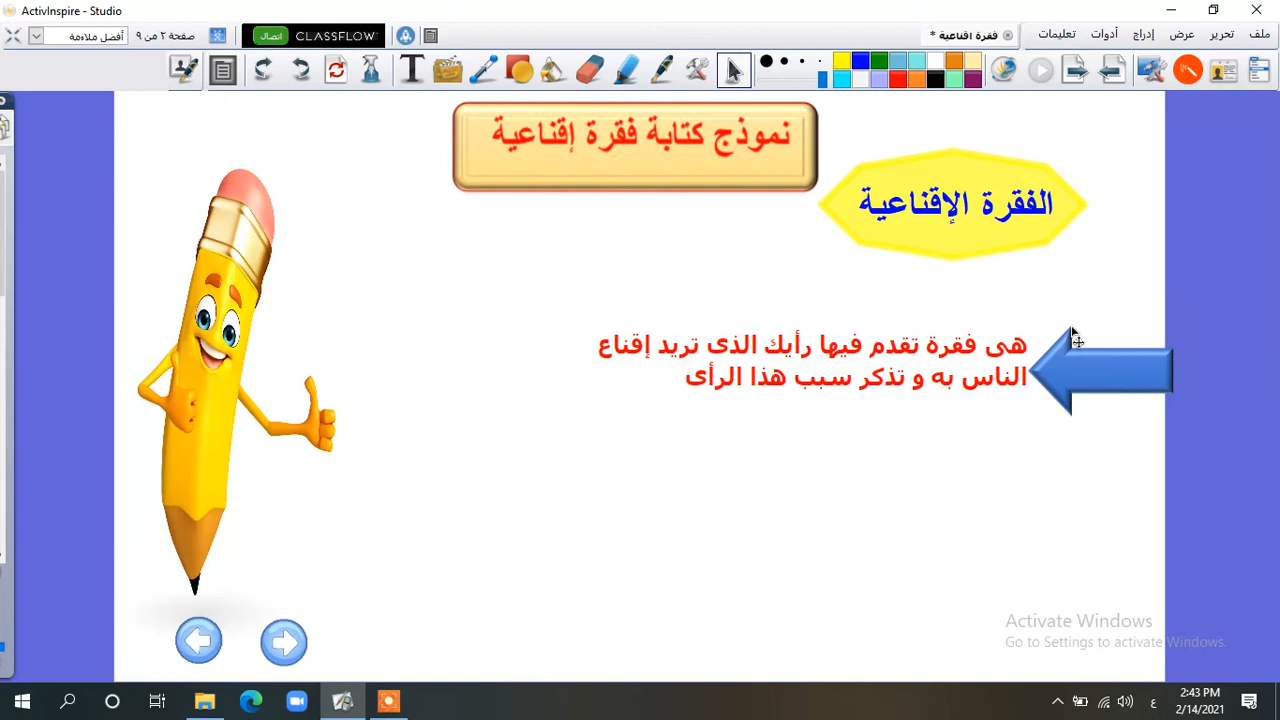 ActivInspire - Studio
ملف تحرير عرض إدراج أدوات تعليمات
فقرة اقناعية *
CLASSFLOW اتصال
صفحة ٢ من ٩
أفضل ملاءمة
نموذج كتابة فقرة إقناعية
الفقرة الإقناعية
هى فقرة تقدم فيها رأيك الذى تريد إقناع
الناس به و تذكر سبب هذا الرأى
Activate Windows
Go to Settings to activate Windows.
ع
2:43 PM
2/14/2021